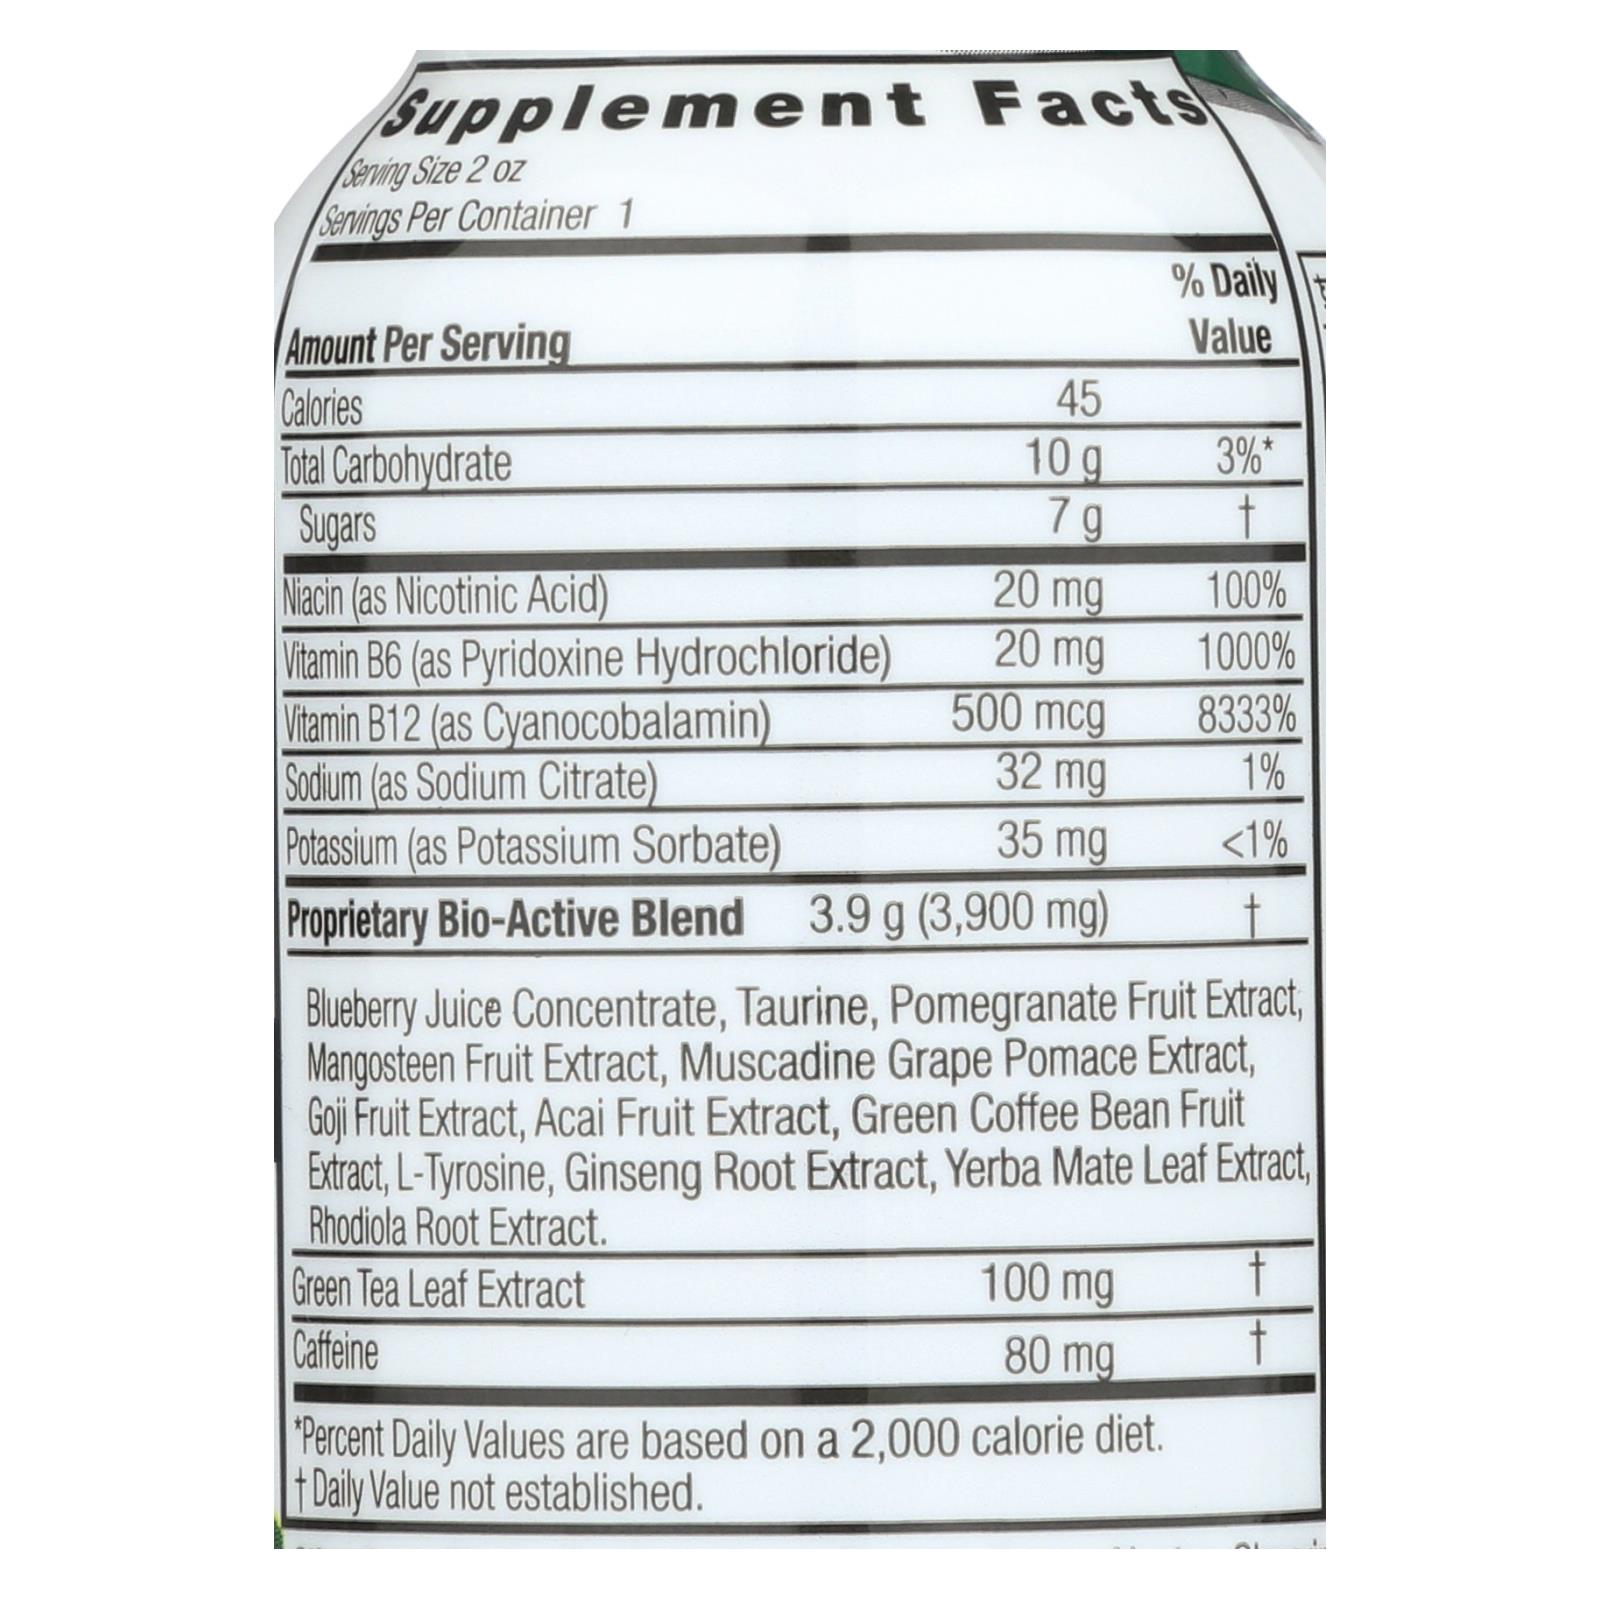 Supplement Facts
Serving Size 2 oz
Servings Per Container 1
% Daily
Value
Amount Per Serving
Calories 45
Total Carbohydrate 10 g 3%*
Sugars 7 g †
Niacin (as Nicotinic Acid) 20 mg 100%
Vitamin B6 (as Pyridoxine Hydrochloride) 20 mg 1000%
Vitamin B12 (as Cyanocobalamin) 500 mcg 8333%
Sodium (as Sodium Citrate) 32 mg 1%
Potassium (as Potassium Sorbate) 35 mg <1%
Proprietary Bio-Active Blend 3.9 g (3,900 mg) †
Blueberry Juice Concentrate, Taurine, Pomegranate Fruit Extract,
Mangosteen Fruit Extract, Muscadine Grape Pomace Extract,
Goji Fruit Extract, Acai Fruit Extract, Green Coffee Bean Fruit
Extract, L-Tyrosine, Ginseng Root Extract, Yerba Mate Leaf Extract,
Rhodiola Root Extract.
Green Tea Leaf Extract 100 mg †
Caffeine 80 mg †
*Percent Daily Values are based on a 2,000 calorie diet.
† Daily Value not established.